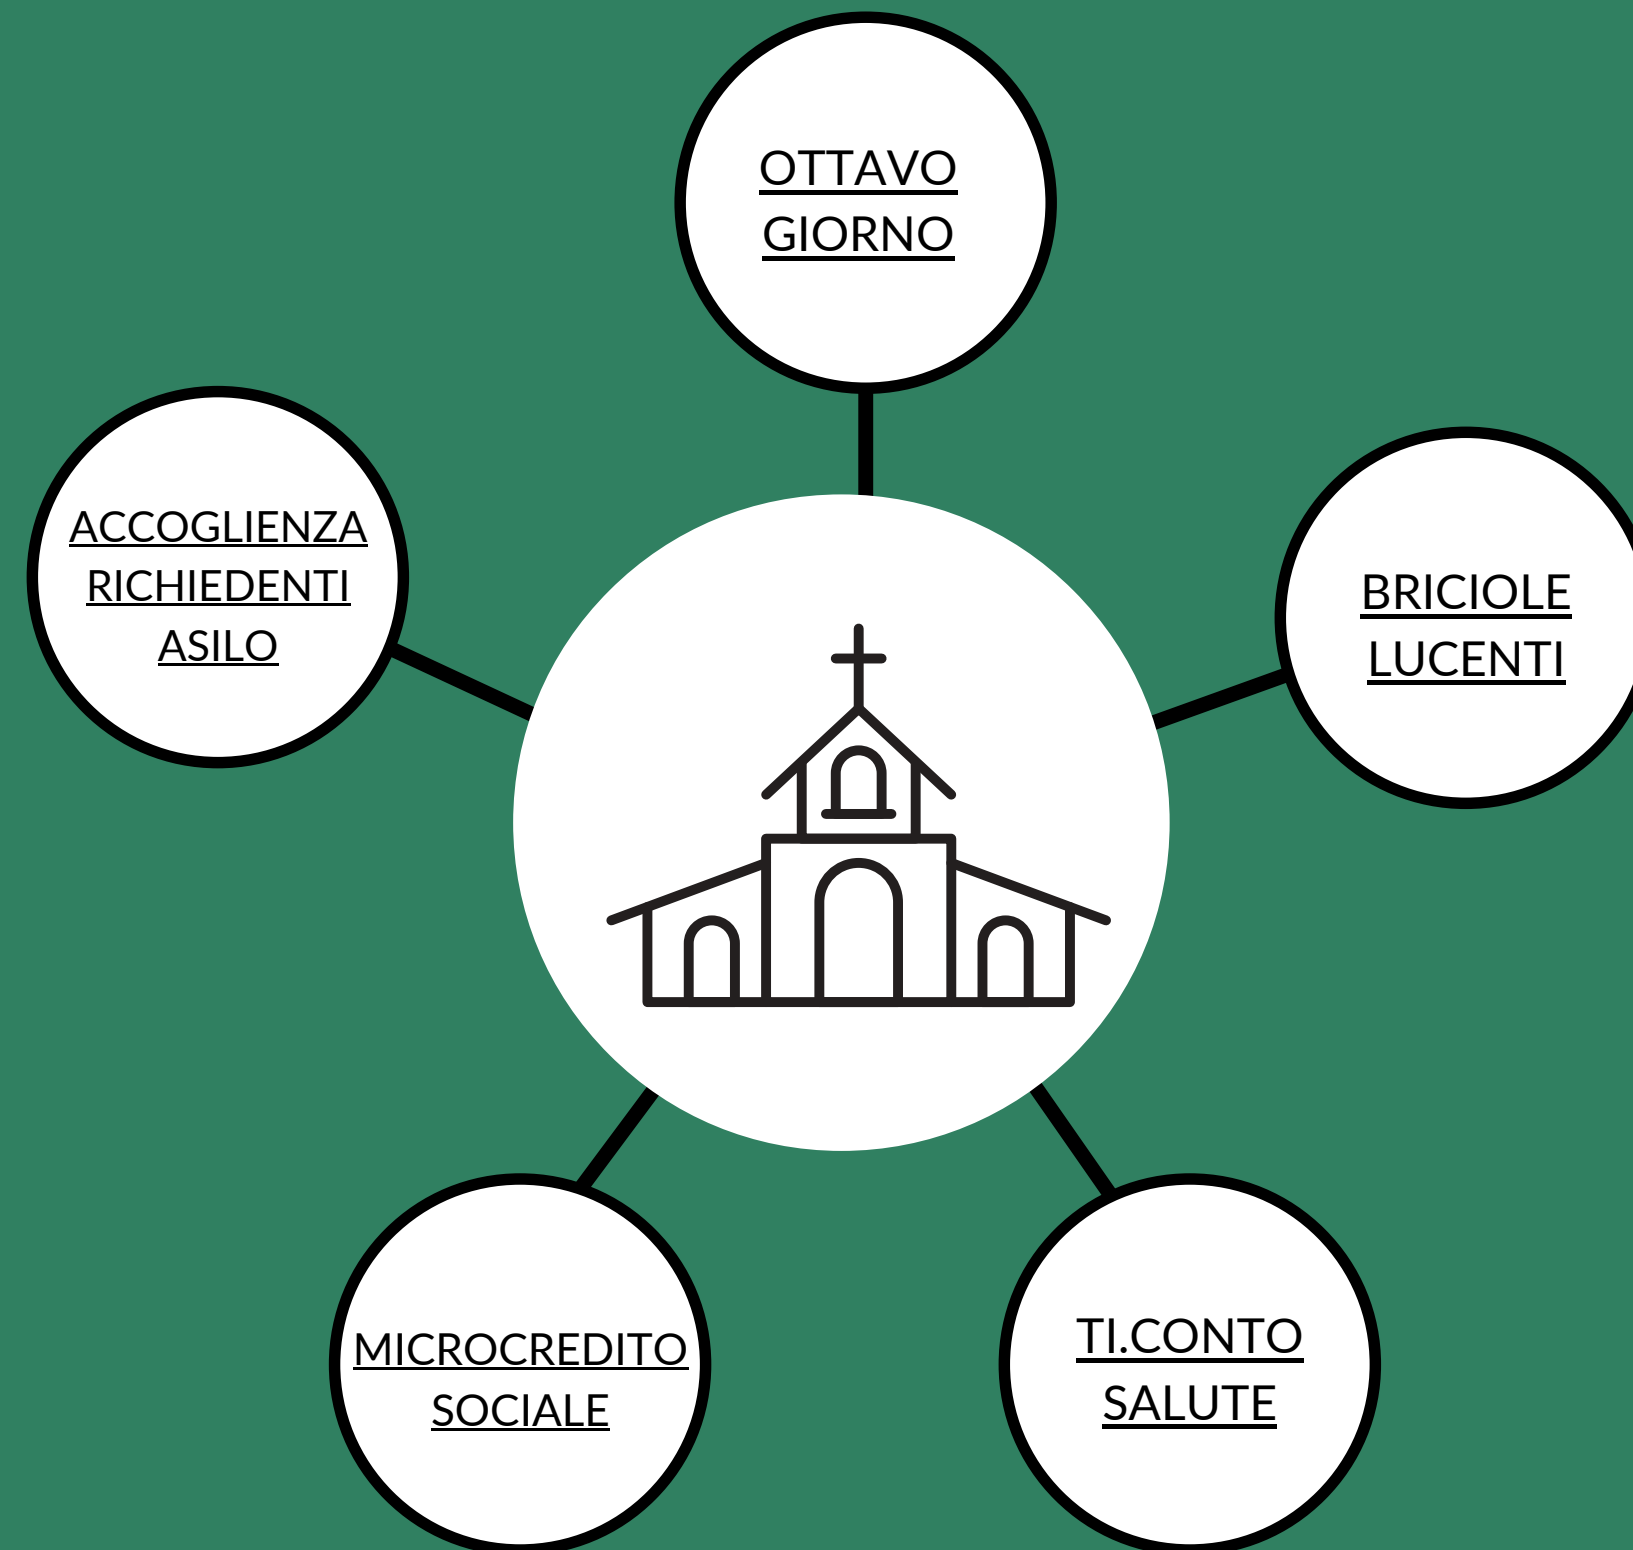 OTTAVO
GIORNO
ACCOGLIENZA
RICHIEDENTI
ASILO
BRICIOLE
LUCENTI
MICROCREDITO
SOCIALE
TI.CONTO
SALUTE